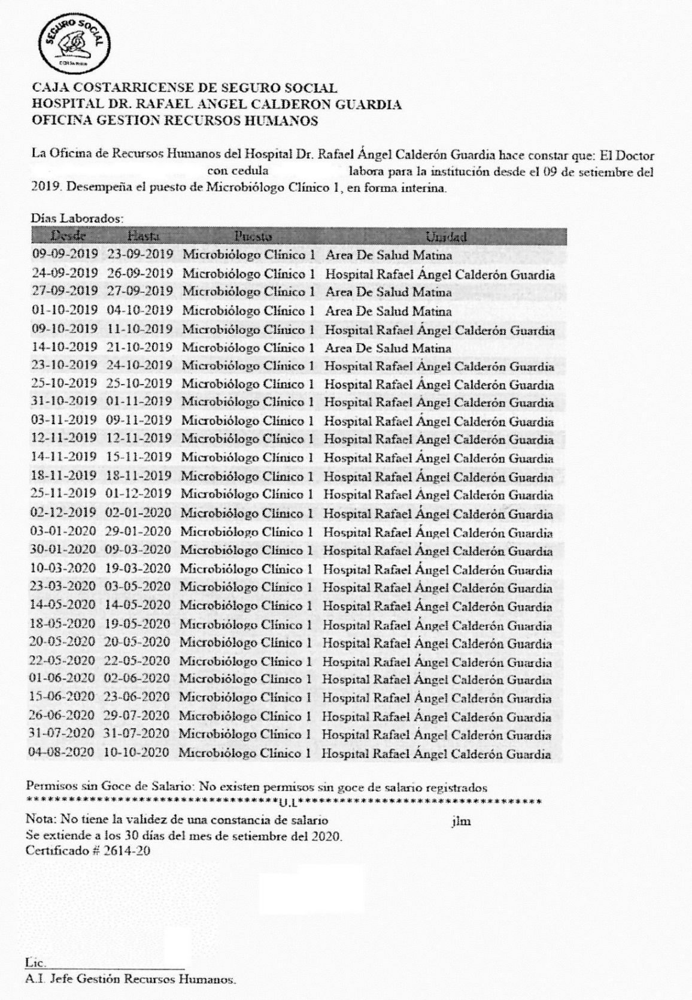 SEGURO SOCIAL
CAJA COSTARRICENSE DE SEGURO SOCIAL
HOSPITAL DR. RAFAEL ANGEL CALDERON GUARDIA
OFICINA GESTION RECURSOS HUMANOS
La Oficina de Recursos Humanos del Hospital Dr. Rafael Ángel Calderón Guardia hace constar que: El Doctor
con cedula labora para la institución desde el 09 de setiembre del
2019. Desempeña el puesto de Microbiólogo Clínico 1, en forma interina.
Días Laborados:
Desde Hasta Puesto Unidad
09-09-2019 23-09-2019 Microbiólogo Clínico 1 Area De Salud Matina
24-09-2019 26-09-2019 Microbiólogo Clínico 1 Hospital Rafael Ángel Calderón Guardia
27-09-2019 27-09-2019 Microbiólogo Clínico 1 Area De Salud Matina
01-10-2019 04-10-2019 Microbiólogo Clínico 1 Area De Salud Matina
09-10-2019 11-10-2019 Microbiólogo Clínico 1 Hospital Rafael Ángel Calderón Guardia
14-10-2019 21-10-2019 Microbiólogo Clínico 1 Area De Salud Matina
23-10-2019 24-10-2019 Microbiólogo Clínico 1 Hospital Rafael Ángel Calderón Guardia
25-10-2019 25-10-2019 Microbiólogo Clínico 1 Hospital Rafael Ángel Calderón Guardia
31-10-2019 01-11-2019 Microbiólogo Clínico 1 Hospital Rafael Ángel Calderón Guardia
03-11-2019 09-11-2019 Microbiólogo Clínico 1 Hospital Rafael Ángel Calderón Guardia
12-11-2019 12-11-2019 Microbiólogo Clínico 1 Hospital Rafael Ángel Calderón Guardia
14-11-2019 15-11-2019 Microbiólogo Clínico 1 Hospital Rafael Ángel Calderón Guardia
18-11-2019 18-11-2019 Microbiólogo Clínico 1 Hospital Rafael Ángel Calderón Guardia
25-11-2019 01-12-2019 Microbiólogo Clínico 1 Hospital Rafael Ángel Calderón Guardia
02-12-2019 02-01-2020 Microbiólogo Clínico 1 Hospital Rafael Ángel Calderón Guardia
03-01-2020 29-01-2020 Microbiólogo Clínico 1 Hospital Rafael Ángel Calderón Guardia
30-01-2020 09-03-2020 Microbiólogo Clínico 1 Hospital Rafael Ángel Calderón Guardia
10-03-2020 19-03-2020 Microbiólogo Clínico 1 Hospital Rafael Ángel Calderón Guardia
23-03-2020 03-05-2020 Microbiólogo Clínico 1 Hospital Rafael Ángel Calderón Guardia
14-05-2020 14-05-2020 Microbiólogo Clínico 1 Hospital Rafael Ángel Calderón Guardia
18-05-2020 19-05-2020 Microbiólogo Clínico 1 Hospital Rafael Ángel Calderón Guardia
20-05-2020 20-05-2020 Microbiólogo Clínico 1 Hospital Rafael Ángel Calderón Guardia
22-05-2020 22-05-2020 Microbiólogo Clínico 1 Hospital Rafael Ángel Calderón Guardia
01-06-2020 02-06-2020 Microbiólogo Clínico 1 Hospital Rafael Ángel Calderón Guardia
15-06-2020 23-06-2020 Microbiólogo Clínico 1 Hospital Rafael Ángel Calderón Guardia
26-06-2020 29-07-2020 Microbiólogo Clínico 1 Hospital Rafael Ángel Calderón Guardia
31-07-2020 31-07-2020 Microbiólogo Clínico 1 Hospital Rafael Ángel Calderón Guardia
04-08-2020 10-10-2020 Microbiólogo Clínico 1 Hospital Rafael Ángel Calderón Guardia
Permisos sin Goce de Salario: No existen permisos sin goce de salario registrados
************************************U.L***********************************
Nota: No tiene la validez de una constancia de salario jlm
Se extiende a los 30 días del mes de setiembre del 2020.
Certificado # 2614-20
Lic.
A.I. Jefe Gestión Recursos Humanos.